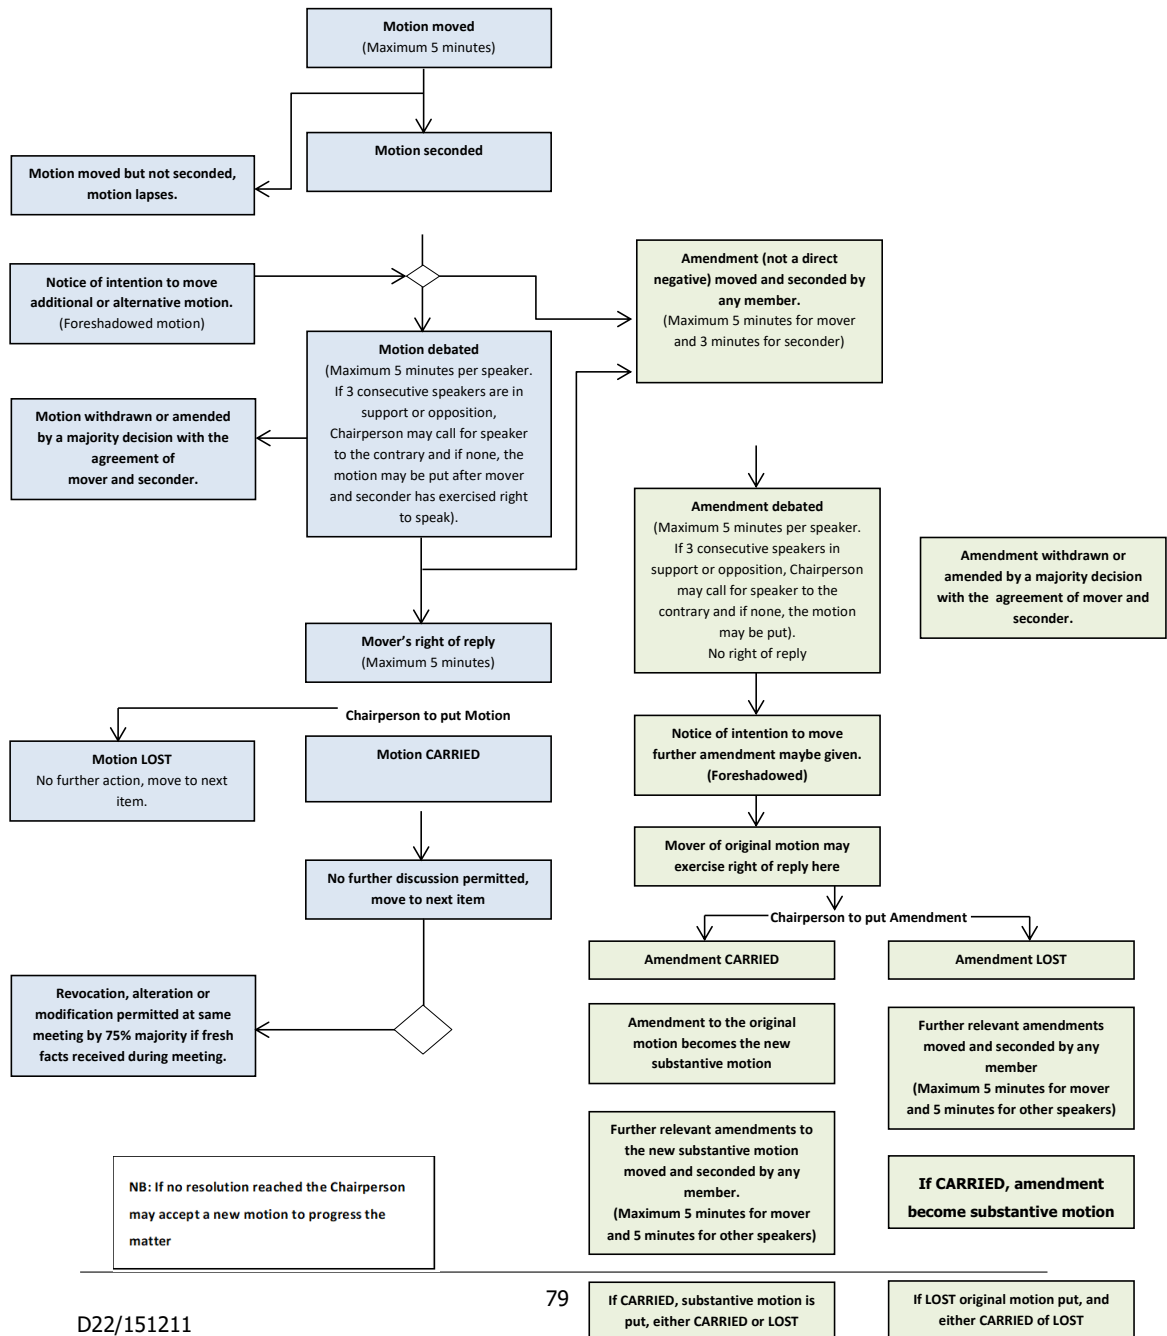 Motion moved
(Maximum 5 minutes)
Motion seconded
Motion moved but not seconded,
motion lapses.
Notice of intention to move
additional or alternative motion.
(Foreshadowed motion)
Amendment (not a direct
negative) moved and seconded by
any member.
(Maximum 5 minutes for mover
and 3 minutes for seconder)
Motion debated
(Maximum 5 minutes per speaker.
If 3 consecutive speakers are in
support or opposition,
Chairperson may call for speaker
to the contrary and if none, the
motion may be put after mover
and seconder has exercised right
to speak).
Motion withdrawn or amended
by a majority decision with the
agreement of
mover and seconder.
Amendment debated
(Maximum 5 minutes per speaker.
If 3 consecutive speakers in
support or opposition, Chairperson
may call for speaker to the
contrary and if none, the motion
may be put).
No right of reply
Amendment withdrawn or
amended by a majority decision
with the  agreement of mover and
seconder.
Mover's right of reply
(Maximum 5 minutes)
Chairperson to put Motion
Motion LOST
No further action, move to next
item.
Motion CARRIED
Notice of intention to move
further amendment maybe given.
(Foreshadowed)
Mover of original motion may
exercise right of reply here
No further discussion permitted,
move to next item
Chairperson to put Amendment
Amendment CARRIED
Amendment LOST
Revocation, alteration or
modification permitted at same
meeting by 75% majority if fresh
facts received during meeting.
Amendment to the original
motion becomes the new
substantive motion
Further relevant amendments
moved and seconded by any
member
(Maximum 5 minutes for mover
and 5 minutes for other speakers)
Further relevant amendments to
the new substantive motion
moved and seconded by any
member.
(Maximum 5 minutes for mover
and 5 minutes for other speakers)
If CARRIED, amendment
become substantive motion
NB: If no resolution reached the Chairperson
may accept a new motion to progress the
matter
79
If CARRIED, substantive motion is
put, either CARRIED or LOST
If LOST original motion put, and
either CARRIED of LOST
D22/151211